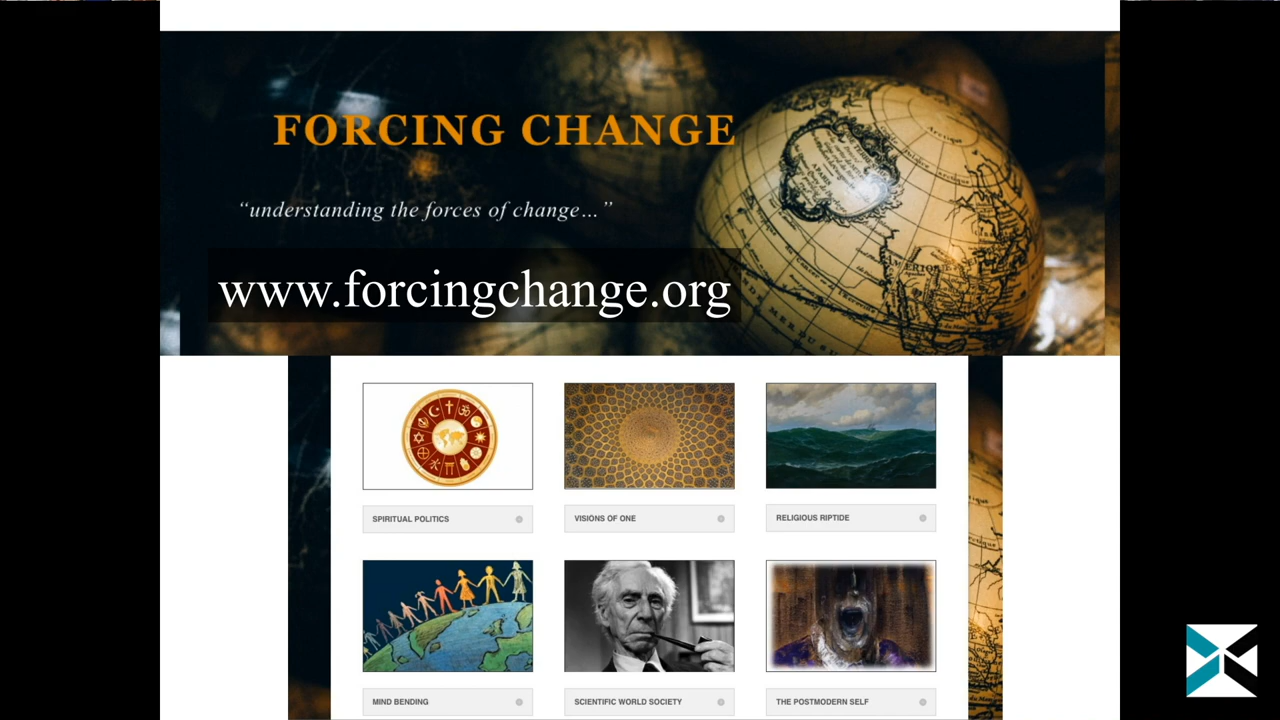 FORCING CHANGE
“understanding the forces of change…”
www.forcingchange.org
SPIRITUAL POLITICS
VISIONS OF ONE
RELIGIOUS RIPTIDE
MIND BENDING
SCIENTIFIC WORLD SOCIETY
THE POSTMODERN SELF